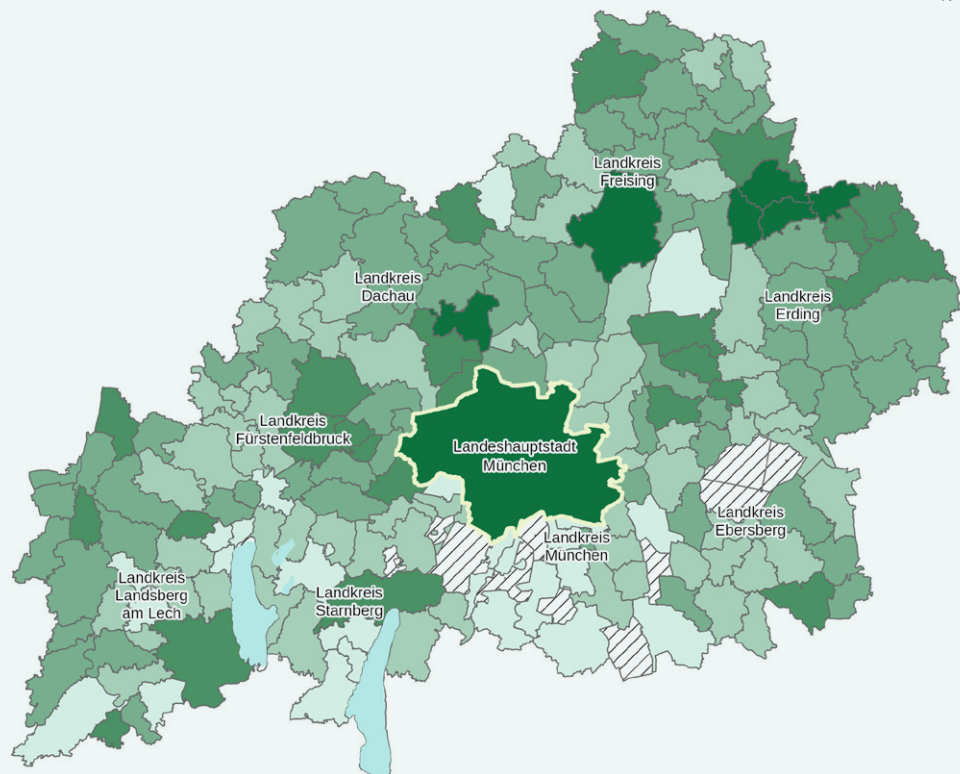 Landkreis
Freising
Landkreis
Dachau
Landkreis
Erding
Landkreis
Fürstenfeldbruck
Landeshauptstadt
München
Landkreis
Ebersberg
Landkreis
München
Landkreis
Landsberg
am Lech
Landkreis
Starnberg